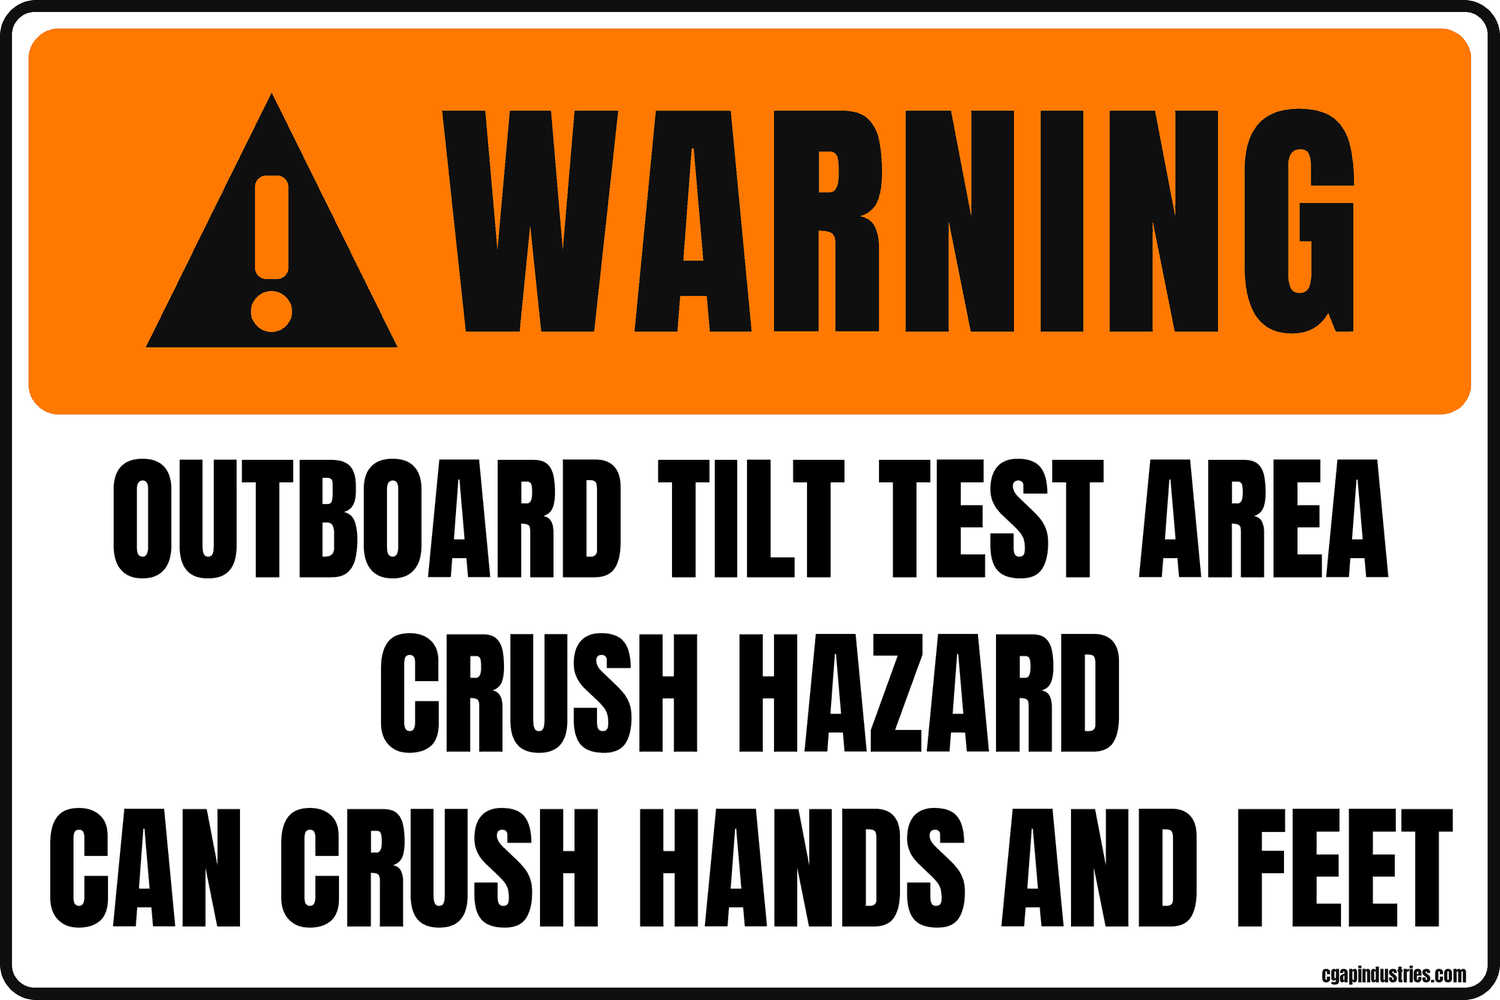 WARNING
OUTBOARD TILT TEST AREA
CRUSH HAZARD
CAN CRUSH HANDS AND FEET
cgapindustries.com